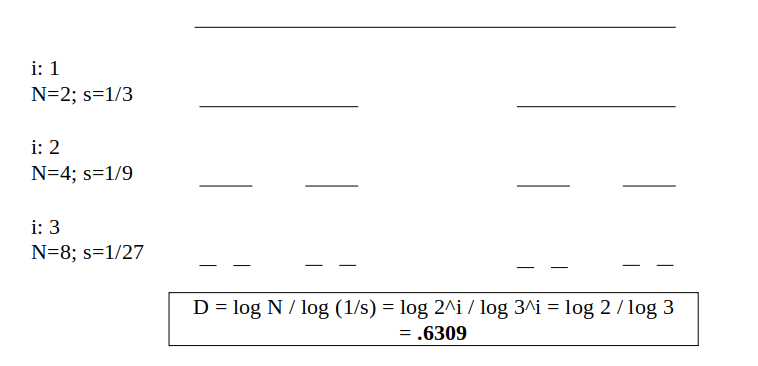 i: 1
N=2; s=1/3
i: 2
N=4; s=1/9
i: 3
N=8; s=1/27
D = log N / log (1/s) = log 2^i / log 3^i = log 2 / log 3
= .6309